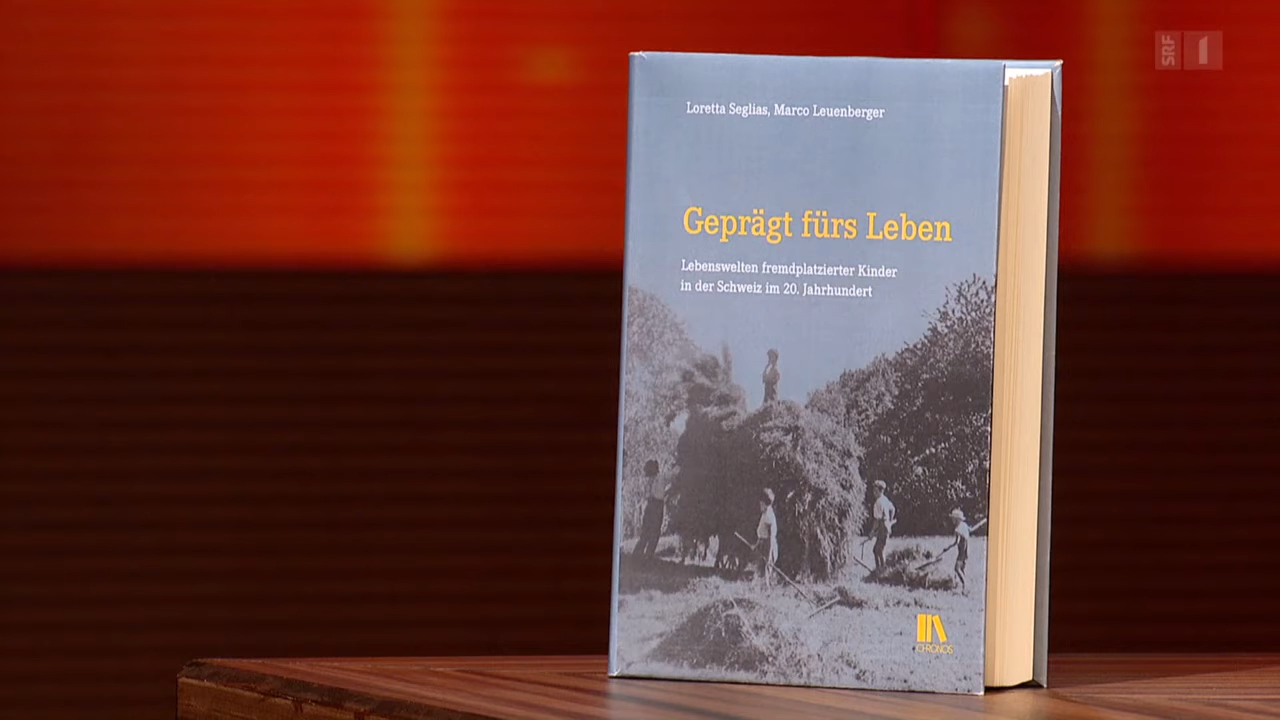 SRF 1
Loretta Seglias, Marco Leuenberger
Geprägt fürs Leben
Lebenswelten fremdplatzierter Kinder
in der Schweiz im 20. Jahrhundert
CHRONOS